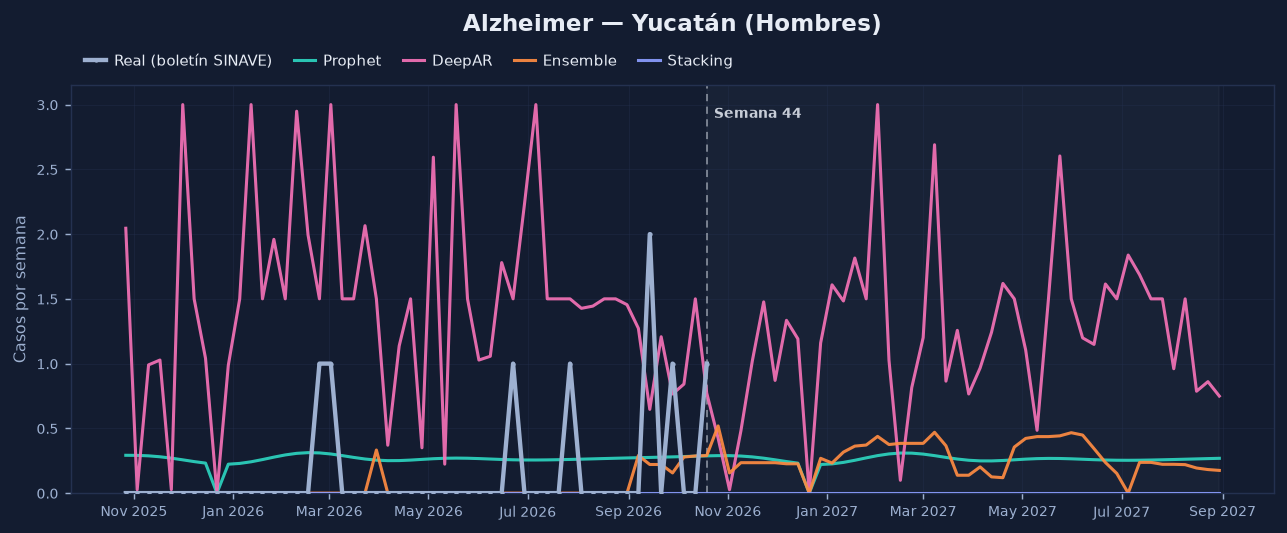 Alzheimer — Yucatán (Hombres)
Real (boletín SINAVE) Prophet DeepAR Ensemble Stacking
Semana 44
Casos por semana
3.0
2.5
2.0
1.5
1.0
0.5
0.0
Nov 2025 Jan 2026 Mar 2026 May 2026 Jul 2026 Sep 2026 Nov 2026 Jan 2027 Mar 2027 May 2027 Jul 2027 Sep 2027